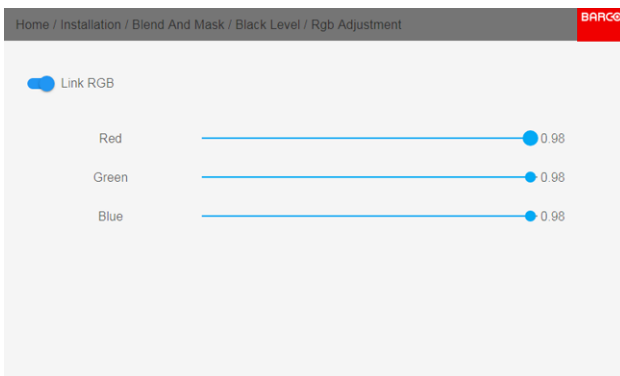 Home / Installation / Blend And Mask / Black Level / Rgb Adjustment
BARCO
Link RGB
Red 0.98
Green 0.98
Blue 0.98